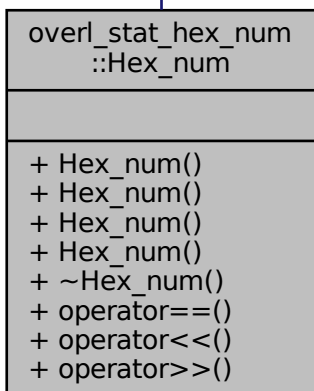 overl_stat_hex_num
::Hex_num
+ Hex_num()
+ Hex_num()
+ Hex_num()
+ Hex_num()
+ ~Hex_num()
+ operator==()
+ operator<<()
+ operator>>()